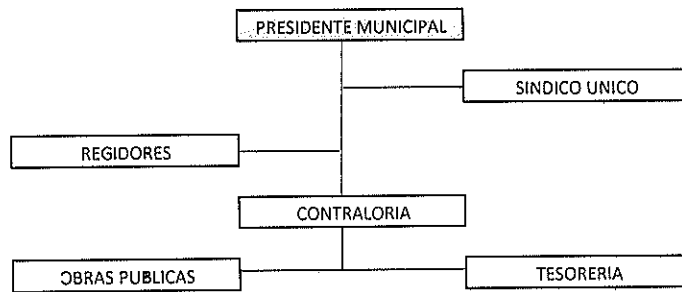 PRESIDENTE MUNICIPAL
SINDICO UNICO
REGIDORES
CONTRALORIA
OBRAS PUBLICAS
TESORERIA